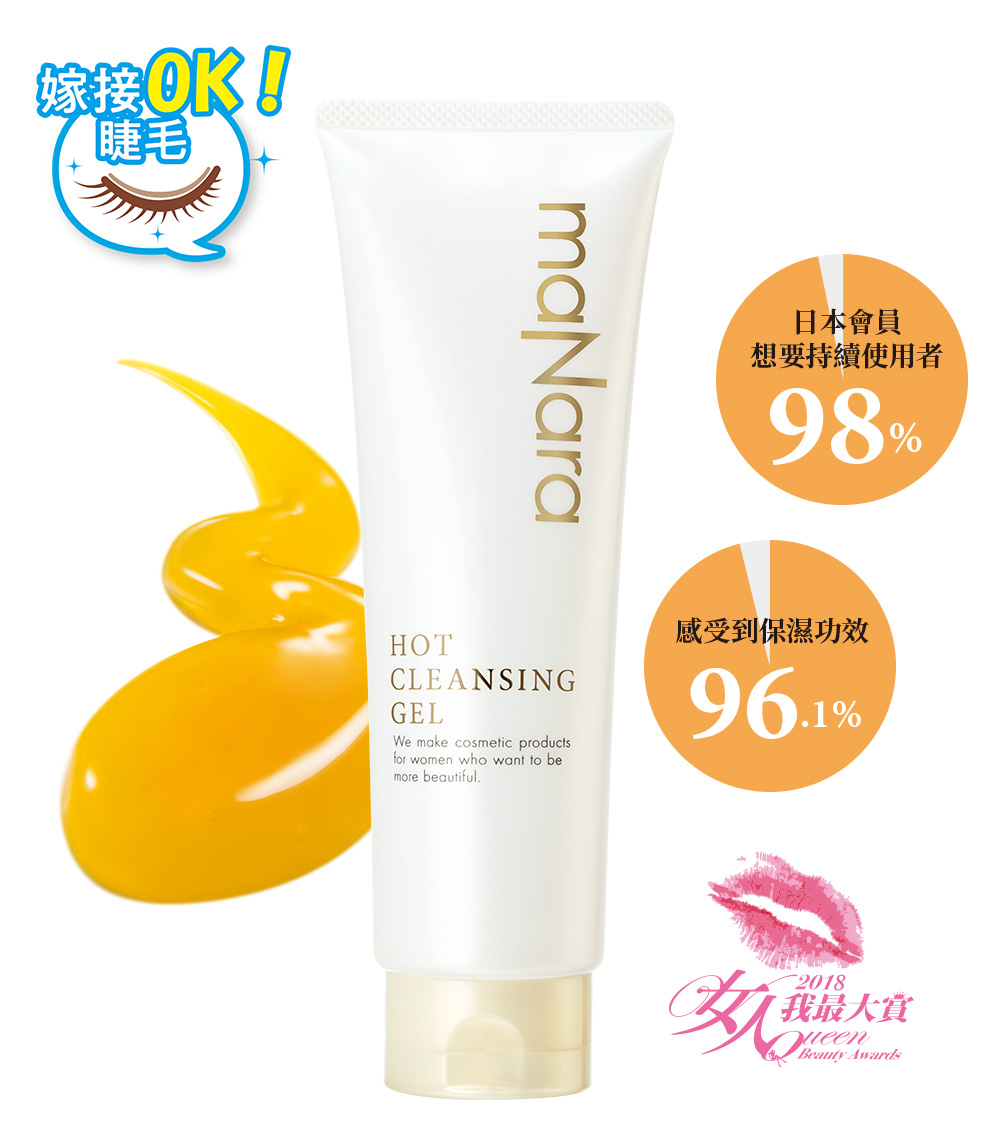 嫁接OK!
睫毛
maNara
HOT
CLEANSING
GEL
We make cosmetic products
for women who want to be
more beautiful.
日本會員
想要持續使用者
98%
感受到保濕功效
96.1%
2018
女人我最大賞
Queen
Beauty Awards